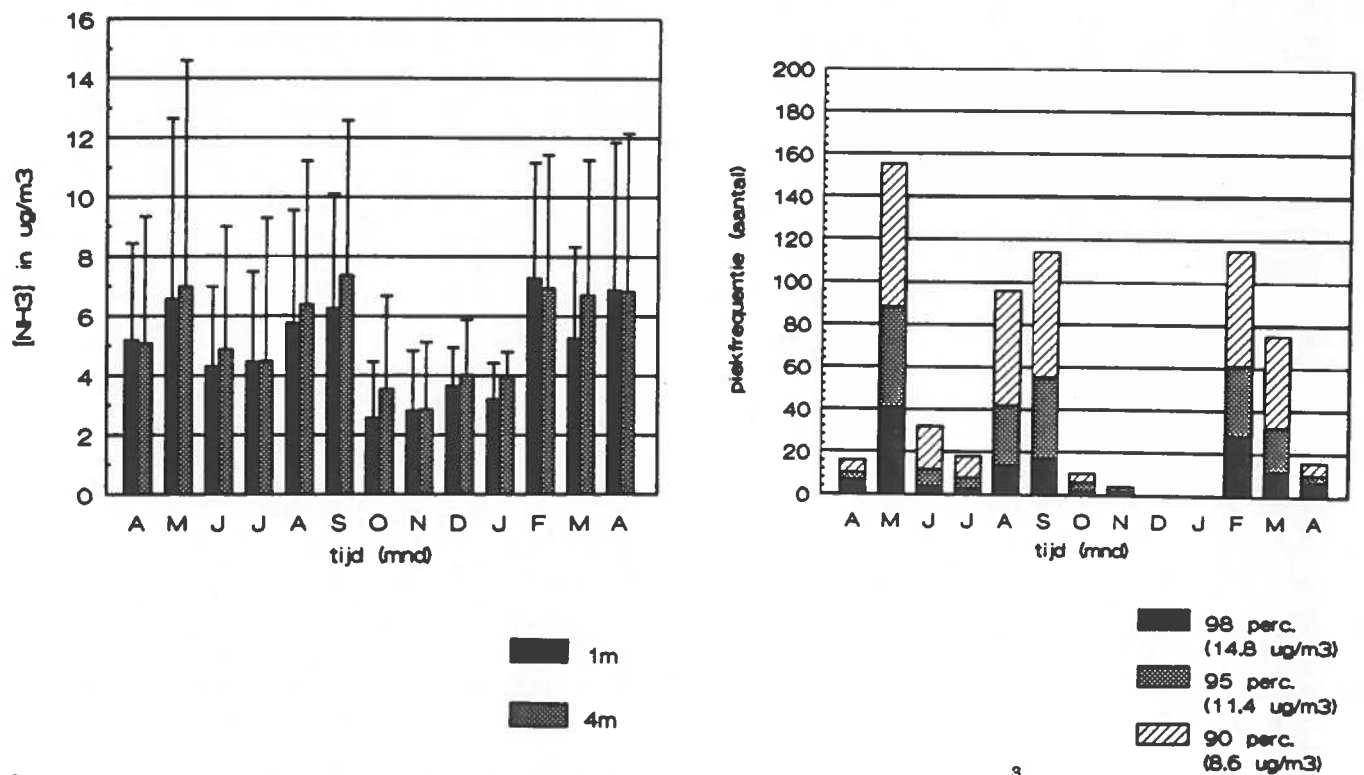 [NH3] in ug/m3
16
14
12
10
8
6
4
2
0
A M J J A S O N D J F M A
tijd (mnd)
1m
4m
piekfrequentie (aantal)
200
180
160
140
120
100
80
60
40
20
0
A M J J A S O N D J F M A
tijd (mnd)
98 perc.
(14.8 ug/m3)
95 perc.
(11.4 ug/m3)
90 perc.
(8.6 ug/m3)
3